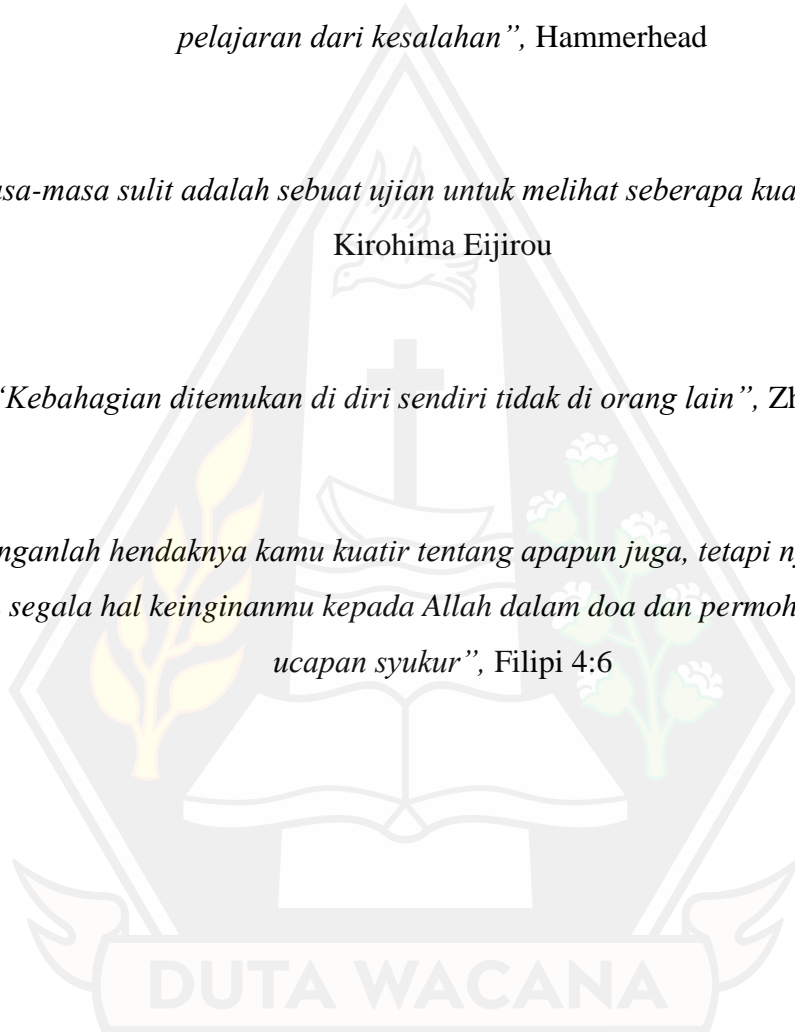 pelajaran dari kesalahan”, Hammerhead
sa-masa sulit adalah sebuat ujian untuk melihat seberapa kua
Kirohima Eijirou
“Kebahagian ditemukan di diri sendiri tidak di orang lain”, Zh
nganlah hendaknya kamu kuatir tentang apapun juga, tetapi n
segala hal keinginanmu kepada Allah dalam doa dan permoh
ucapan syukur”, Filipi 4:6
DUTA WACANA